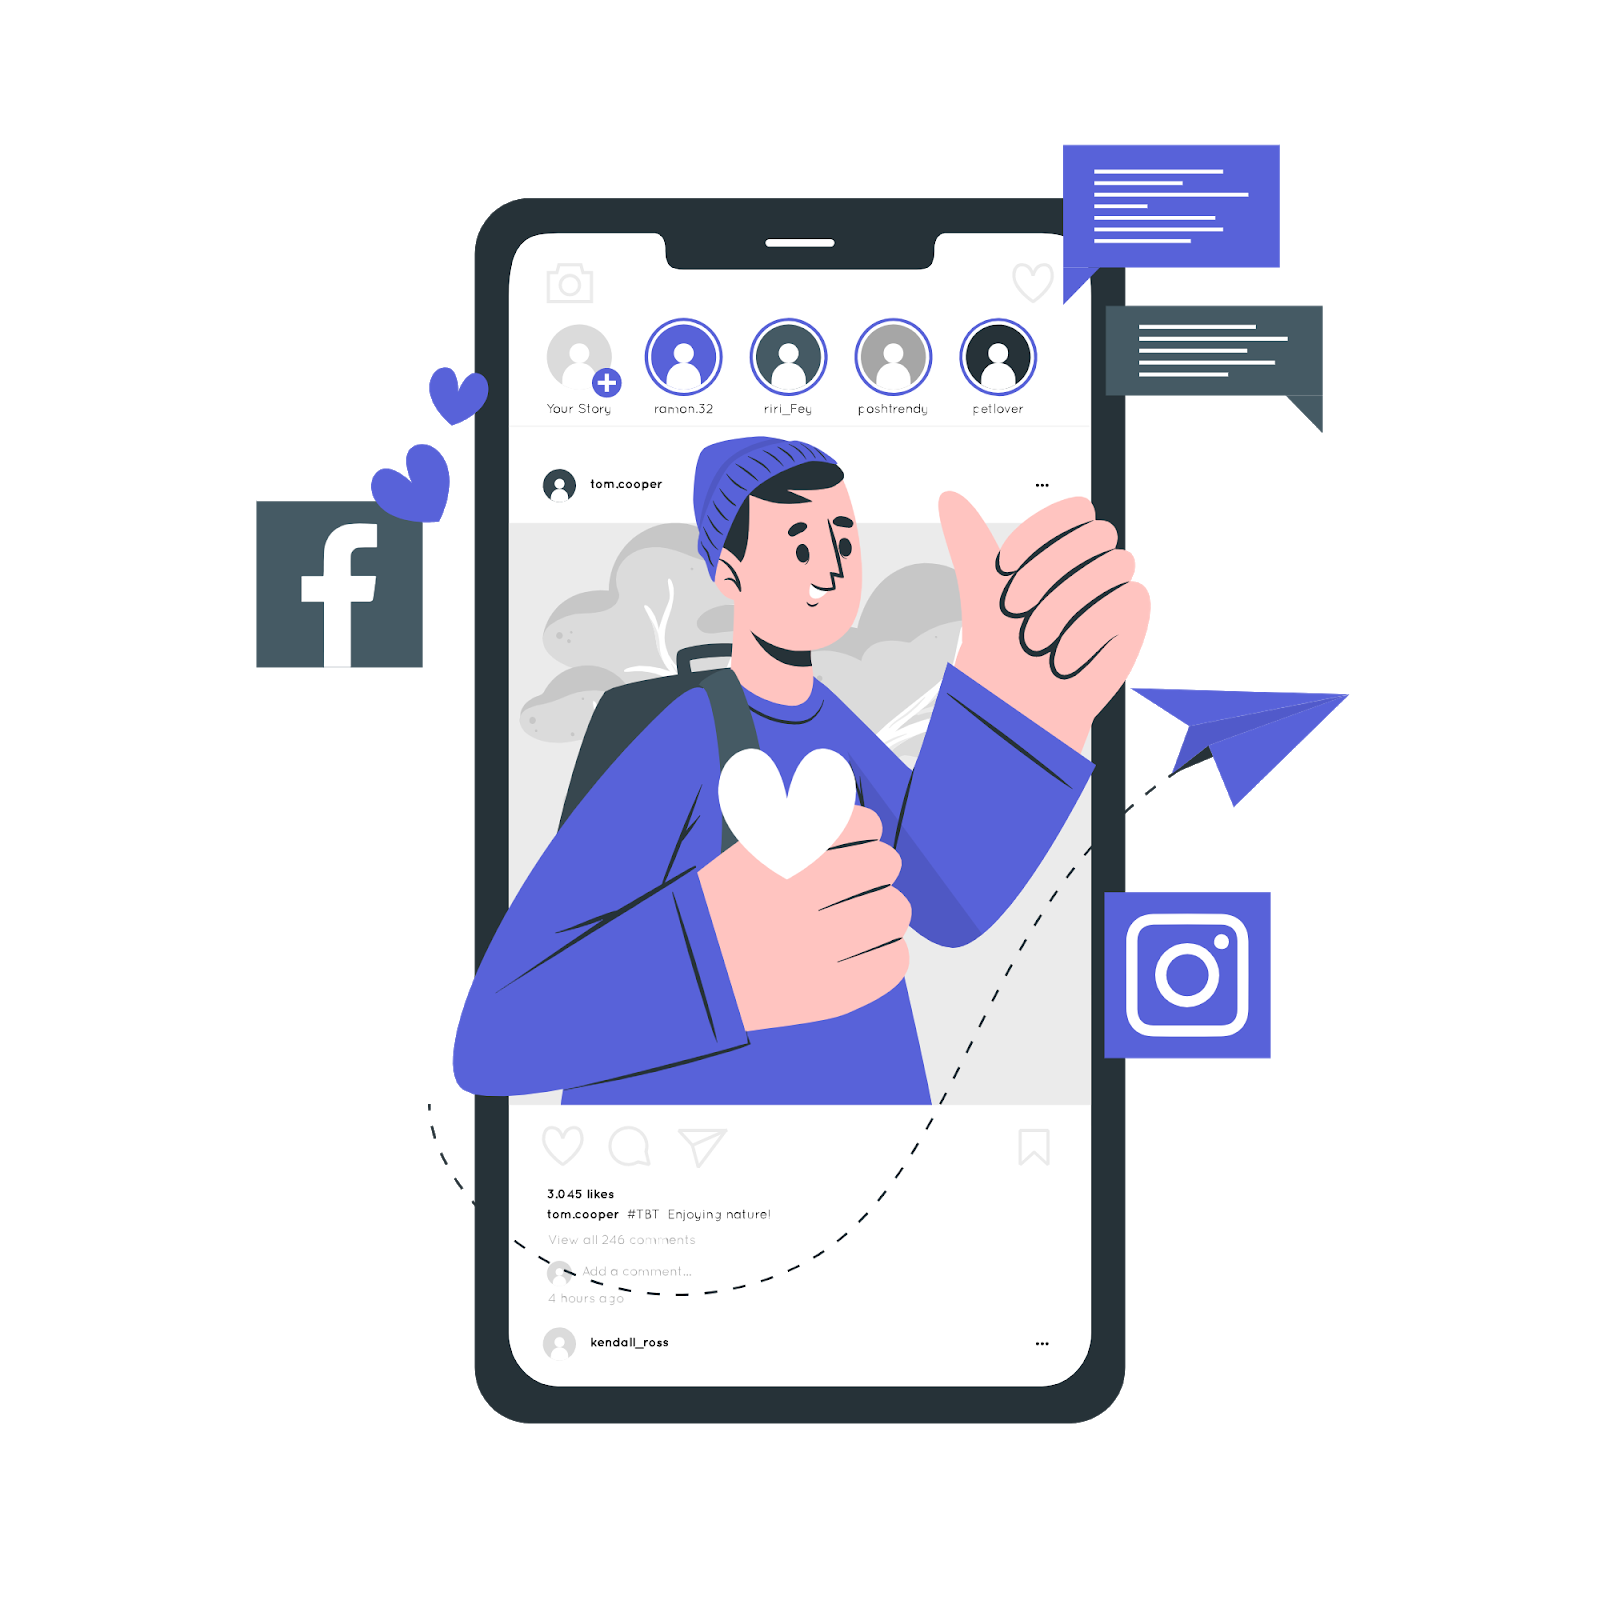 Your Story ramon.32 riri_Fey poshtrendy petlover
tom.cooper
3.045 likes
tom.cooper #TBT Enjoying nature!
View all 246 comments
Add a comment...
4 hours ago
kendall_ross